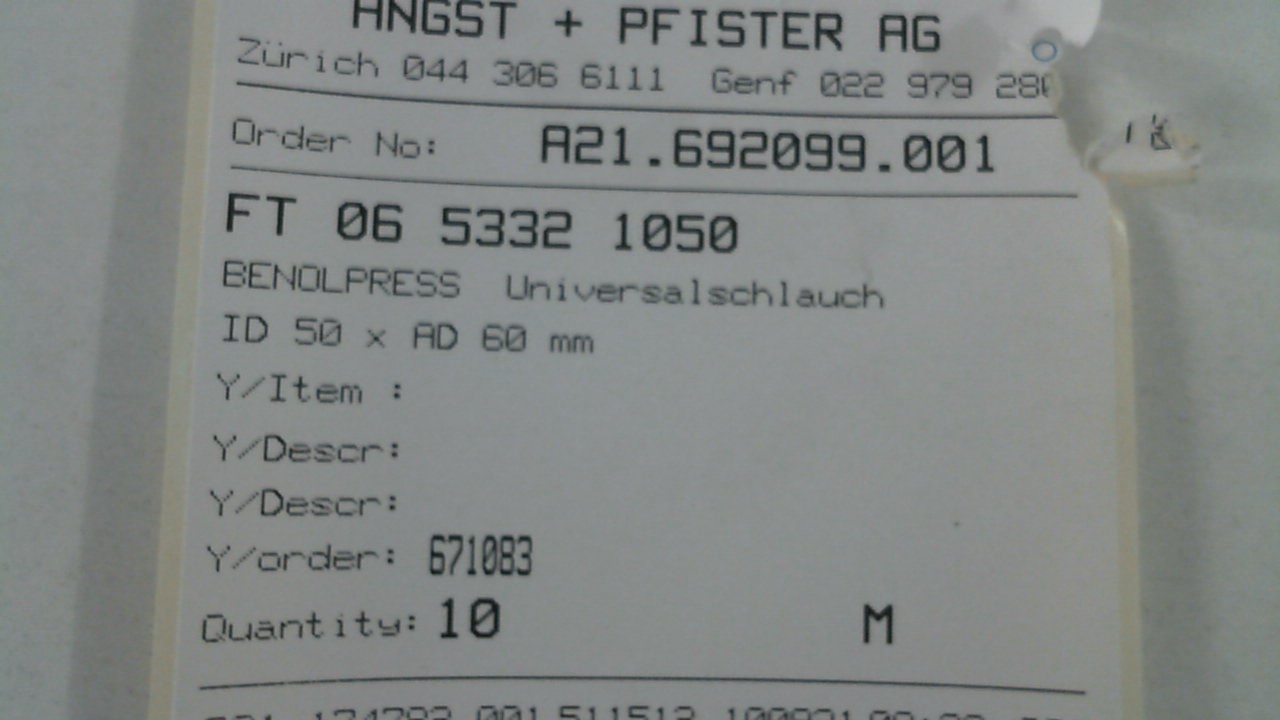 ANGST + PFISTER AG
Zürich 044 306 6111 Genf 022 979 280
Order No: A21.692099.001
FT 06 5332 1050
BENOLPRESS Universalschlauch
ID 50 x AD 60 mm
Y/Item :
Y/Descr:
Y/Descr:
Y/order: 671083
Quantity: 10 M